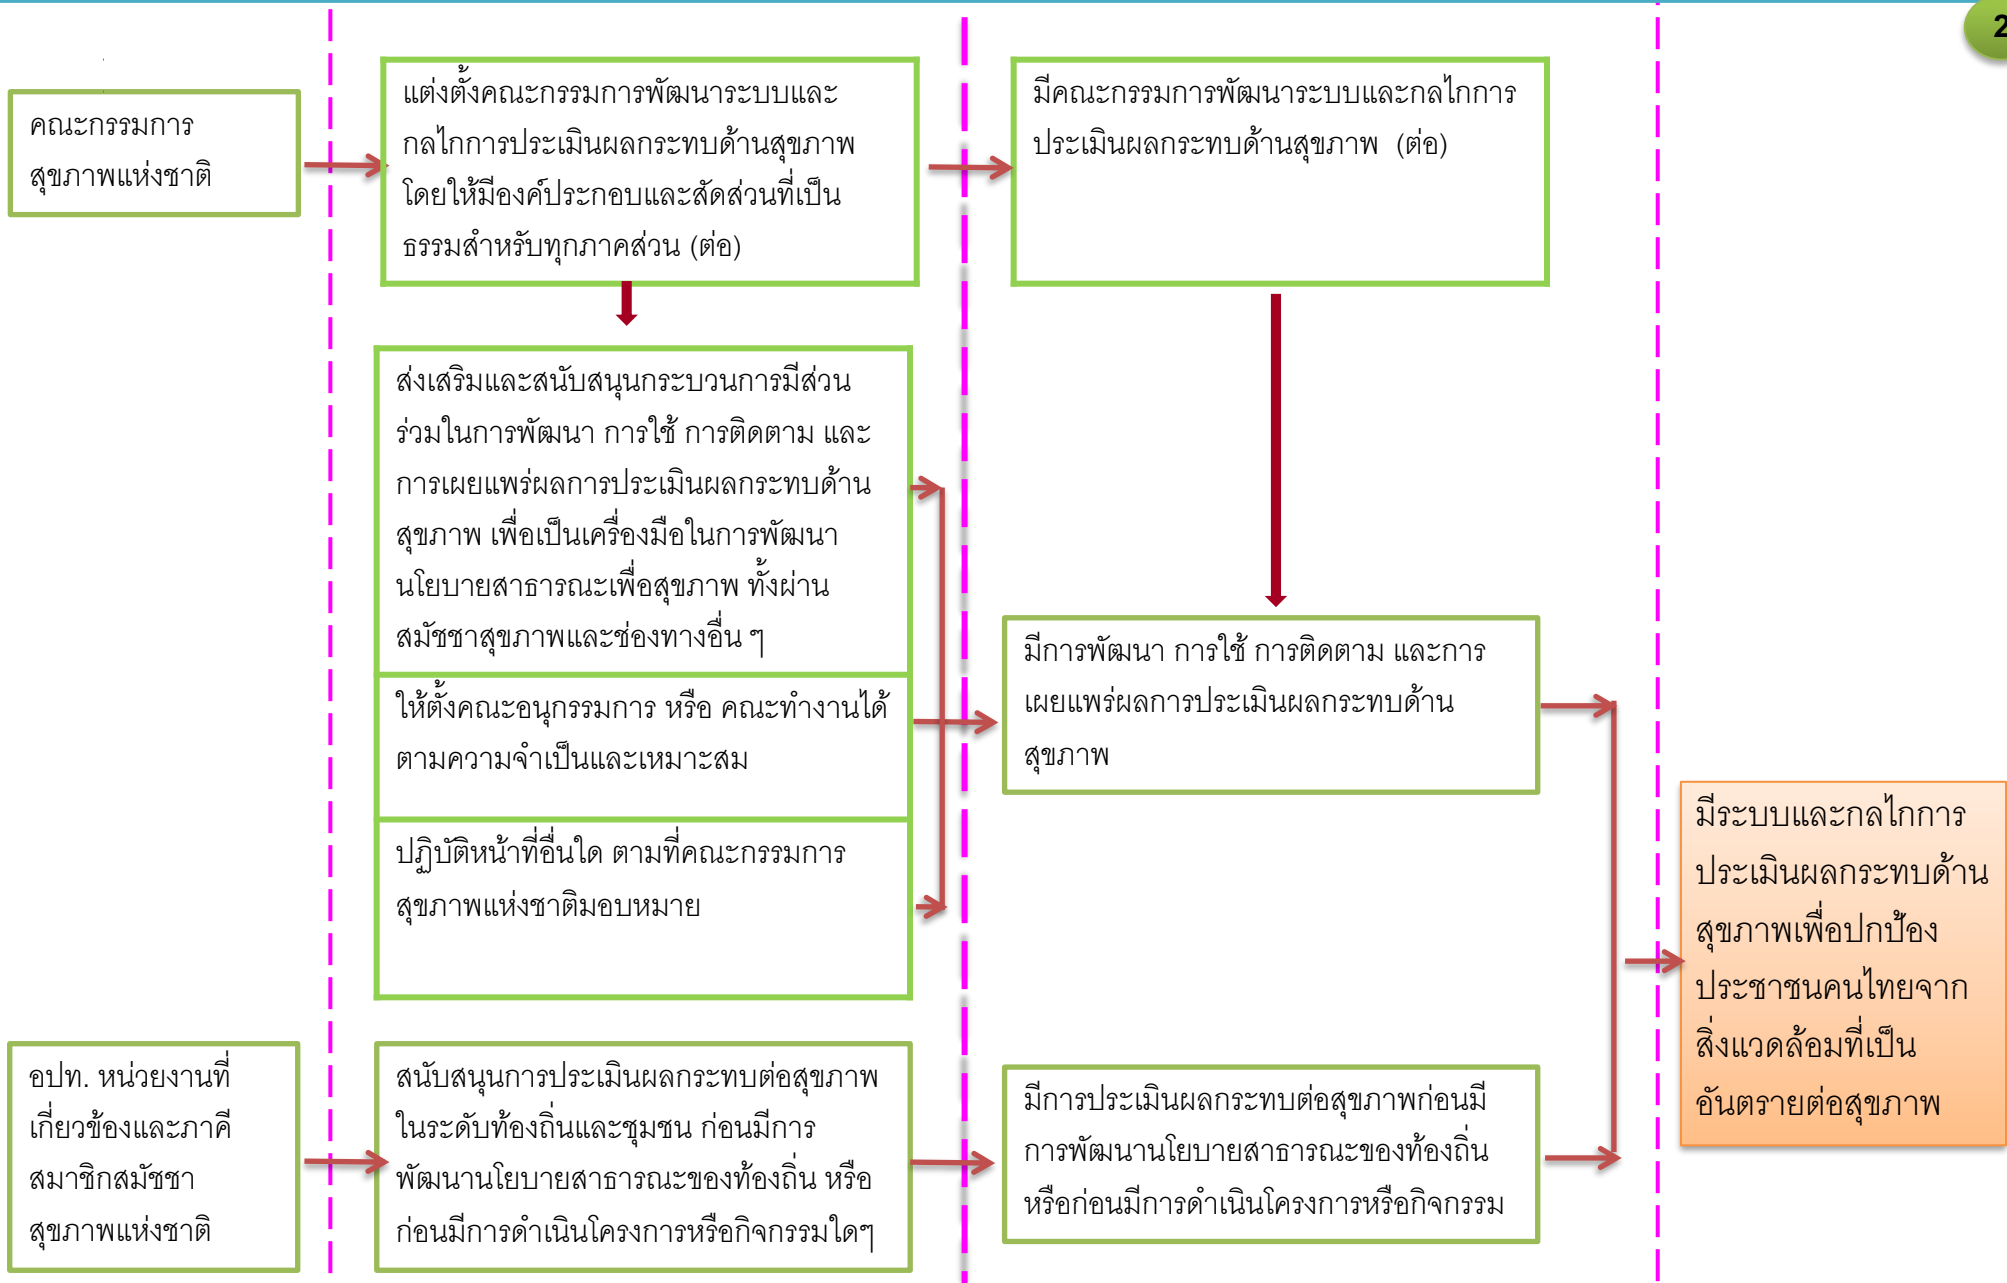 2
คณะกรรมการ
สุขภาพแห่งชาติ
แต่งตั้งคณะกรรมการพัฒนาระบบและ
กลไกการประเมินผลกระทบด้านสุขภาพ
โดยให้มีองค์ประกอบและสัดส่วนที่เป็น
ธรรมสำหรับทุกภาคส่วน (ต่อ)
มีคณะกรรมการพัฒนาระบบและกลไกการ
ประเมินผลกระทบด้านสุขภาพ (ต่อ)
ส่งเสริมและสนับสนุนกระบวนการมีส่วน
ร่วมในการพัฒนา การใช้ การติดตาม และ
การเผยแพร่ผลการประเมินผลกระทบด้าน
สุขภาพ เพื่อเป็นเครื่องมือในการพัฒนา
นโยบายสาธารณะเพื่อสุขภาพ ทั้งผ่าน
สมัชชาสุขภาพและช่องทางอื่น ๆ
ให้ตั้งคณะอนุกรรมการ หรือ คณะทำงานได้
ตามความจำเป็นและเหมาะสม
ปฏิบัติหน้าที่อื่นใด ตามที่คณะกรรมการ
สุขภาพแห่งชาติมอบหมาย
มีการพัฒนา การใช้ การติดตาม และการ
เผยแพร่ผลการประเมินผลกระทบด้าน
สุขภาพ
มีระบบและกลไกการ
ประเมินผลกระทบด้าน
สุขภาพเพื่อปกป้อง
ประชาชนคนไทยจาก
สิ่งแวดล้อมที่เป็น
อันตรายต่อสุขภาพ
อปท. หน่วยงานที่
เกี่ยวข้องและภาคี
สมาชิกสมัชชา
สุขภาพแห่งชาติ
สนับสนุนการประเมินผลกระทบต่อสุขภาพ
ในระดับท้องถิ่นและชุมชน ก่อนมีการ
พัฒนานโยบายสาธารณะของท้องถิ่น หรือ
ก่อนมีการดำเนินโครงการหรือกิจกรรมใดๆ
มีการประเมินผลกระทบต่อสุขภาพก่อนมี
การพัฒนานโยบายสาธารณะของท้องถิ่น
หรือก่อนมีการดำเนินโครงการหรือกิจกรรม